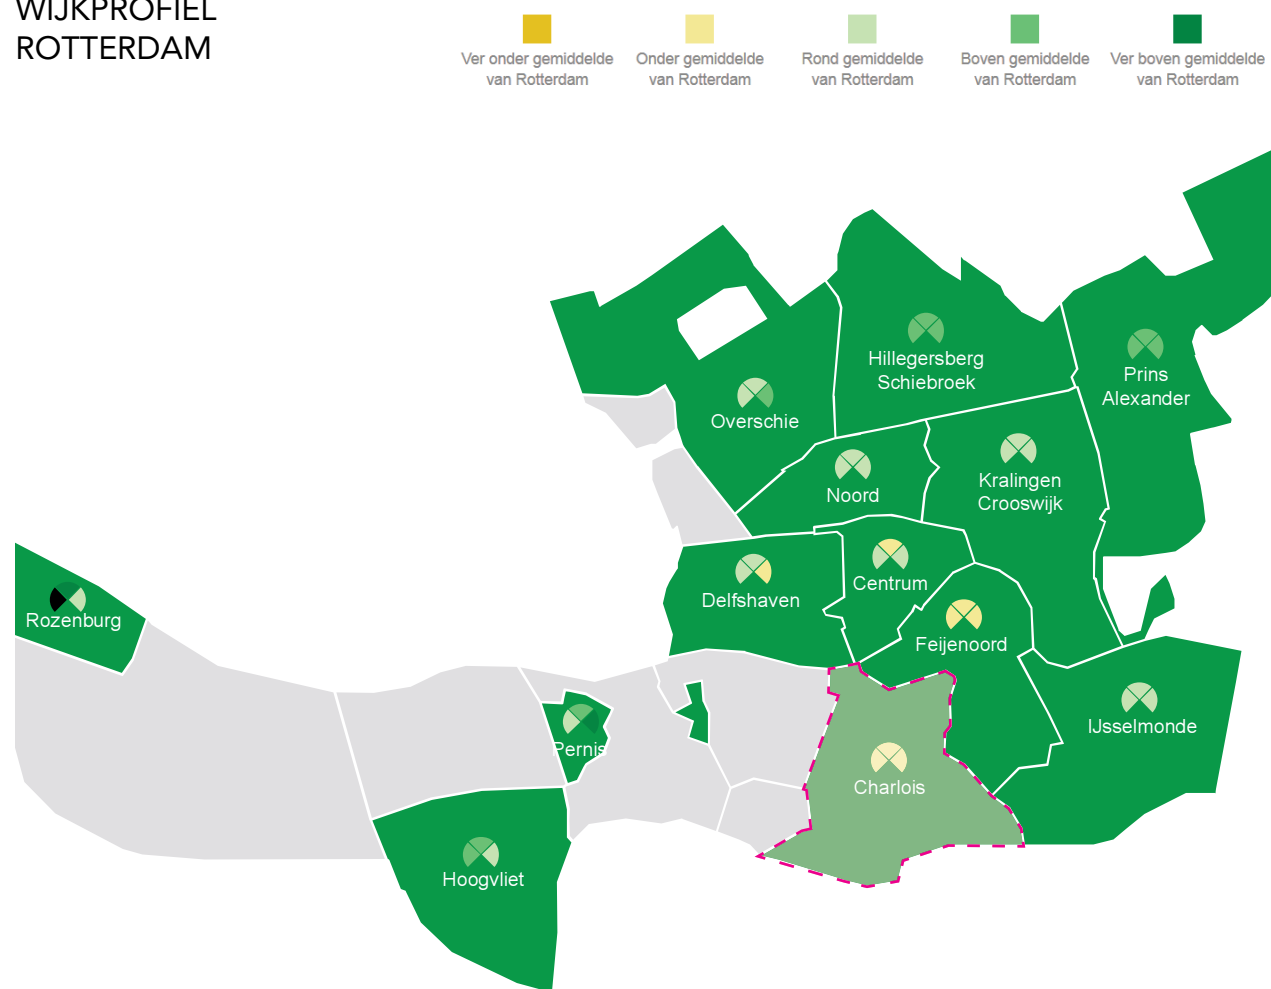 WIJKPROFIEL
ROTTERDAM
Ver onder gemiddelde
van Rotterdam
Onder gemiddelde
van Rotterdam
Rond gemiddelde
van Rotterdam
Boven gemiddelde
van Rotterdam
Ver boven gemiddelde
van Rotterdam
Hillegersberg
Schiebroek
Prins
Alexander
Overschie
Noord
Kralingen
Crooswijk
Centrum
Delfshaven
Rozenburg
Feijenoord
IJsselmonde
Pernis
Charlois
Hoogvliet